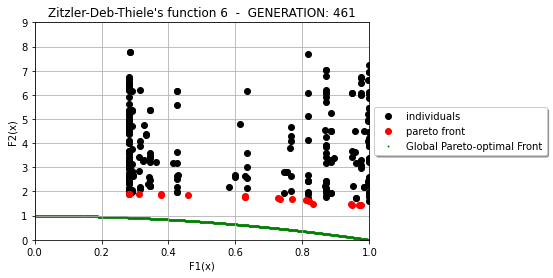 Zitzler-Deb-Thiele's function 6 - GENERATION: 461
F2(x)
9
8
7
6
5
4
3
2
1
0
0.0 0.2 0.4 0.6 0.8 1.0
F1(x)
individuals
pareto front
Global Pareto-optimal Front